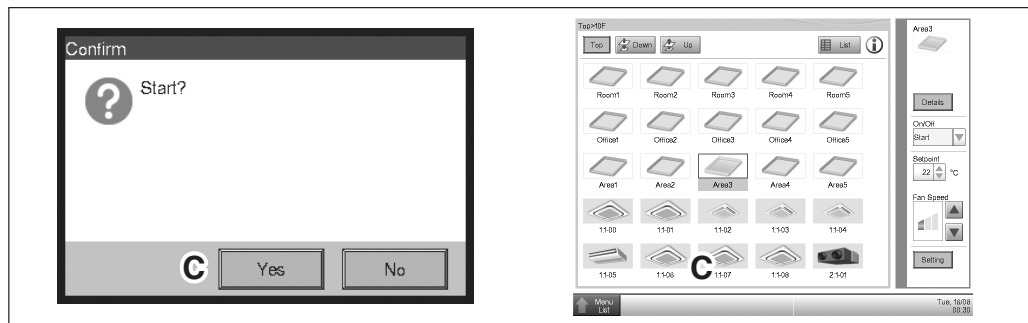 Confirm
Start?
C
Yes
No
Top>10F
Top
Down
Up
List
Room1 Room2 Room3 Room4 Room5
Office1 Office2 Office3 Office4 Office5
Area1 Area2 Area3 Area4 Area5
1:1-00 1:1-01 1:1-02 1:1-03 1:1-04
C
1:1-05 1:1-06 1:1-07 1:1-08 2:1-01
Area3
Details
On/Off
Start
Setpoint
22 °C
Fan Speed
Setting
Menu
List
Tue, 16/08
00:30